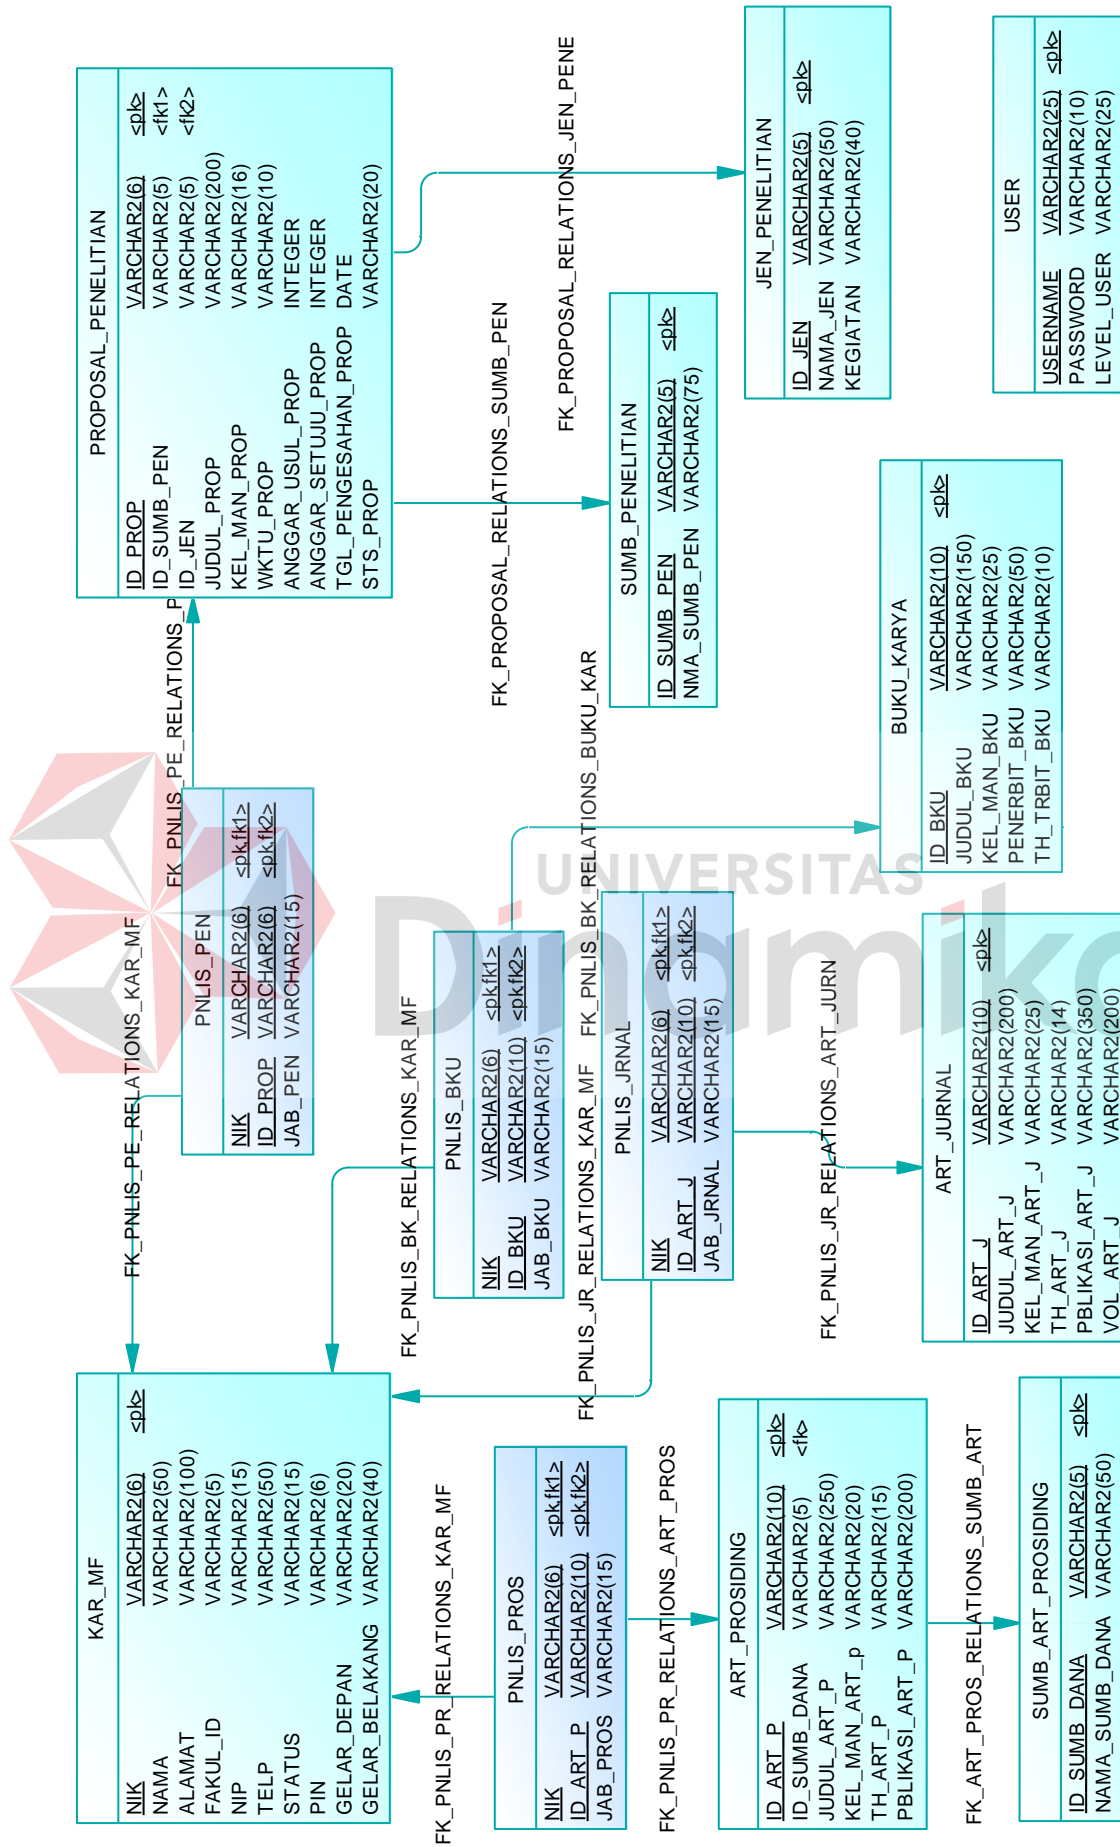 KAR_MF
NIK VARCHAR2(6) <pk>
NAMA VARCHAR2(50)
ALAMAT VARCHAR2(100)
FAKUL_ID VARCHAR2(5)
NIP VARCHAR2(15)
TELP VARCHAR2(50)
STATUS VARCHAR2(15)
PIN VARCHAR2(6)
GELAR_DEPAN VARCHAR2(20)
GELAR_BELAKANG VARCHAR2(40)
FK_PNLIS_PE_RELATIONS_KAR_MF
PNLIS_PEN
NIK VARCHAR2(6) <pk,fk1>
ID_PROP VARCHAR2(6) <pk,fk2>
JAB_PEN VARCHAR2(15)
FK_PNLIS_PE_RELATIONS_P
PROPOSAL_PENELITIAN
ID_PROP VARCHAR2(6) <pk>
ID_SUMB_PEN VARCHAR2(5) <fk1>
ID_JEN VARCHAR2(5) <fk2>
JUDUL_PROP VARCHAR2(200)
KEL_MAN_PROP VARCHAR2(16)
WKTU_PROP VARCHAR2(10)
ANGGAR_USUL_PROP INTEGER
ANGGAR_SETUJU_PROP INTEGER
TGL_PENGESAHAN_PROP DATE
STS_PROP VARCHAR2(20)
FK_PNLIS_PR_RELATIONS_KAR_MF
FK_PNLIS_BK_RELATIONS_KAR_MF
PNLIS_BKU
NIK VARCHAR2(6) <pk,fk1>
ID_BKU VARCHAR2(10) <pk,fk2>
JAB_BKU VARCHAR2(15)
FK_PROPOSAL_RELATIONS_SUMB_PEN
FK_PROPOSAL_RELATIONS_JEN_PENE
PNLIS_PROS
NIK VARCHAR2(6) <pk,fk1>
ID_ART_P VARCHAR2(10) <pk,fk2>
JAB_PROS VARCHAR2(15)
FK_PNLIS_JR_RELATIONS_KAR_MF
FK_PNLIS_BK_RELATIONS_BUKU_KAR
PNLIS_JRNAL
NIK VARCHAR2(6) <pk,fk1>
ID_ART_J VARCHAR2(10) <pk,fk2>
JAB_JRNAL VARCHAR2(15)
SUMB_PENELITIAN
ID_SUMB_PEN VARCHAR2(5) <pk>
NMA_SUMB_PEN VARCHAR2(75)
FK_PNLIS_PR_RELATIONS_ART_PROS
ART_PROSIDING
ID_ART_P VARCHAR2(10) <pk>
ID_SUMB_DANA VARCHAR2(5) <fk>
JUDUL_ART_P VARCHAR2(250)
KEL_MAN_ART_p VARCHAR2(20)
TH_ART_P VARCHAR2(15)
PBLIKASI_ART_P VARCHAR2(200)
FK_PNLIS_JR_RELATIONS_ART_JURN
JEN_PENELITIAN
ID_JEN VARCHAR2(5) <pk>
NAMA_JEN VARCHAR2(50)
KEGIATAN VARCHAR2(40)
BUKU_KARYA
ID_BKU VARCHAR2(10) <pk>
JUDUL_BKU VARCHAR2(150)
KEL_MAN_BKU VARCHAR2(25)
PENERBIT_BKU VARCHAR2(50)
TH_TRBIT_BKU VARCHAR2(10)
ART_JURNAL
ID_ART_J VARCHAR2(10) <pk>
JUDUL_ART_J VARCHAR2(200)
KEL_MAN_ART_J VARCHAR2(25)
TH_ART_J VARCHAR2(14)
PBLIKASI_ART_J VARCHAR2(350)
VOL_ART_J VARCHAR2(200)
FK_ART_PROS_RELATIONS_SUMB_ART
SUMB_ART_PROSIDING
ID_SUMB_DANA VARCHAR2(5) <pk>
NAMA_SUMB_DANA VARCHAR2(50)
USER
USERNAME VARCHAR2(25) <pk>
PASSWORD VARCHAR2(10)
LEVEL_USER VARCHAR2(25)
UNIVERSITAS
Dinamika